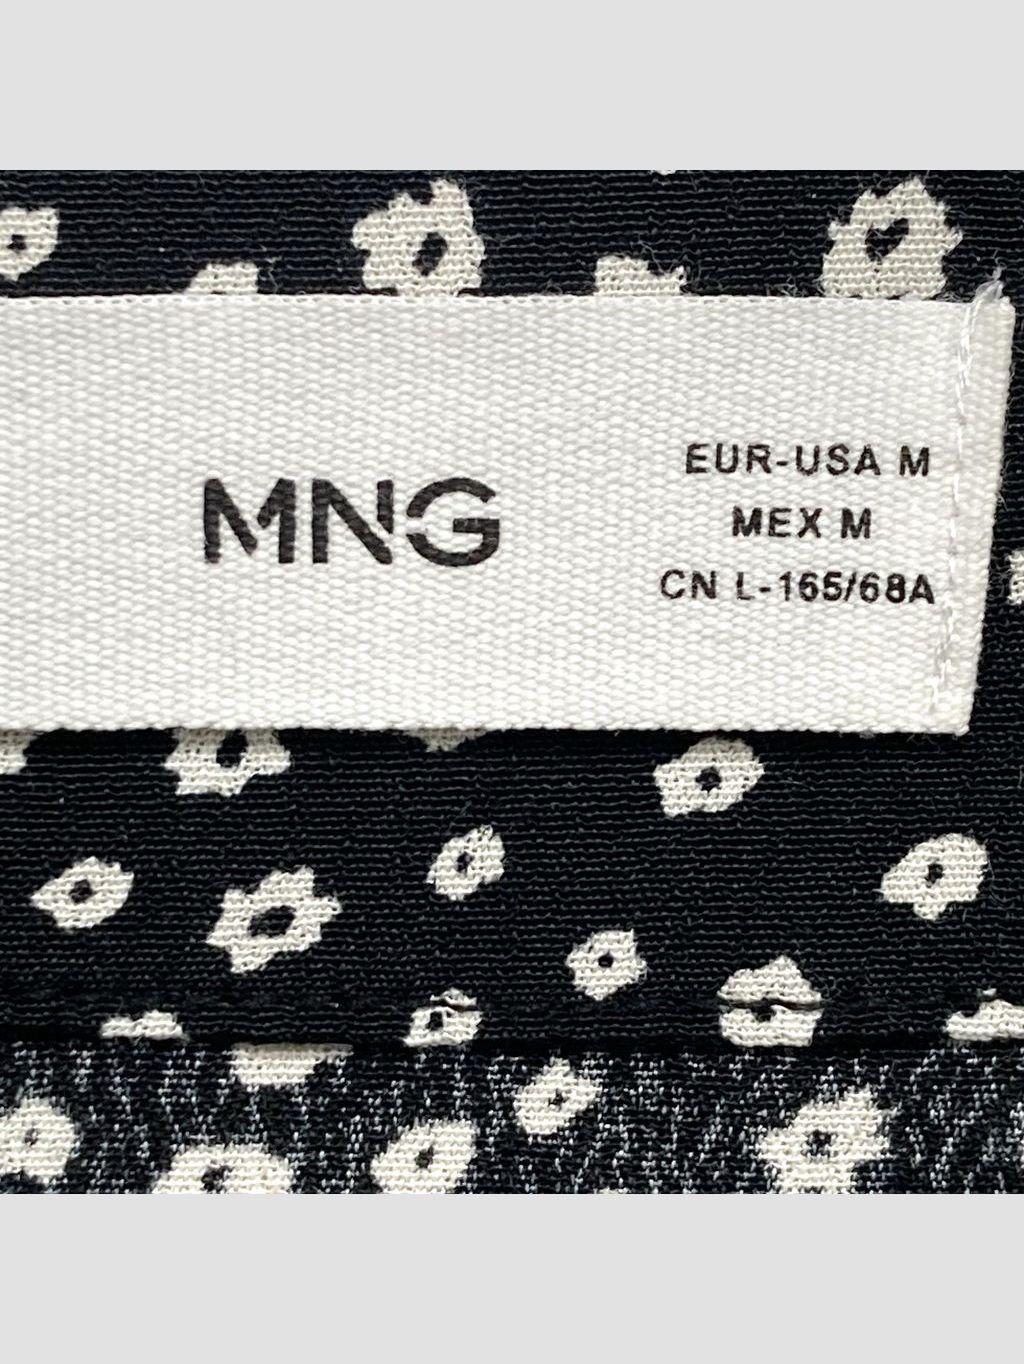 MNG
EUR-USA M
MEX M
CN L-165/68A